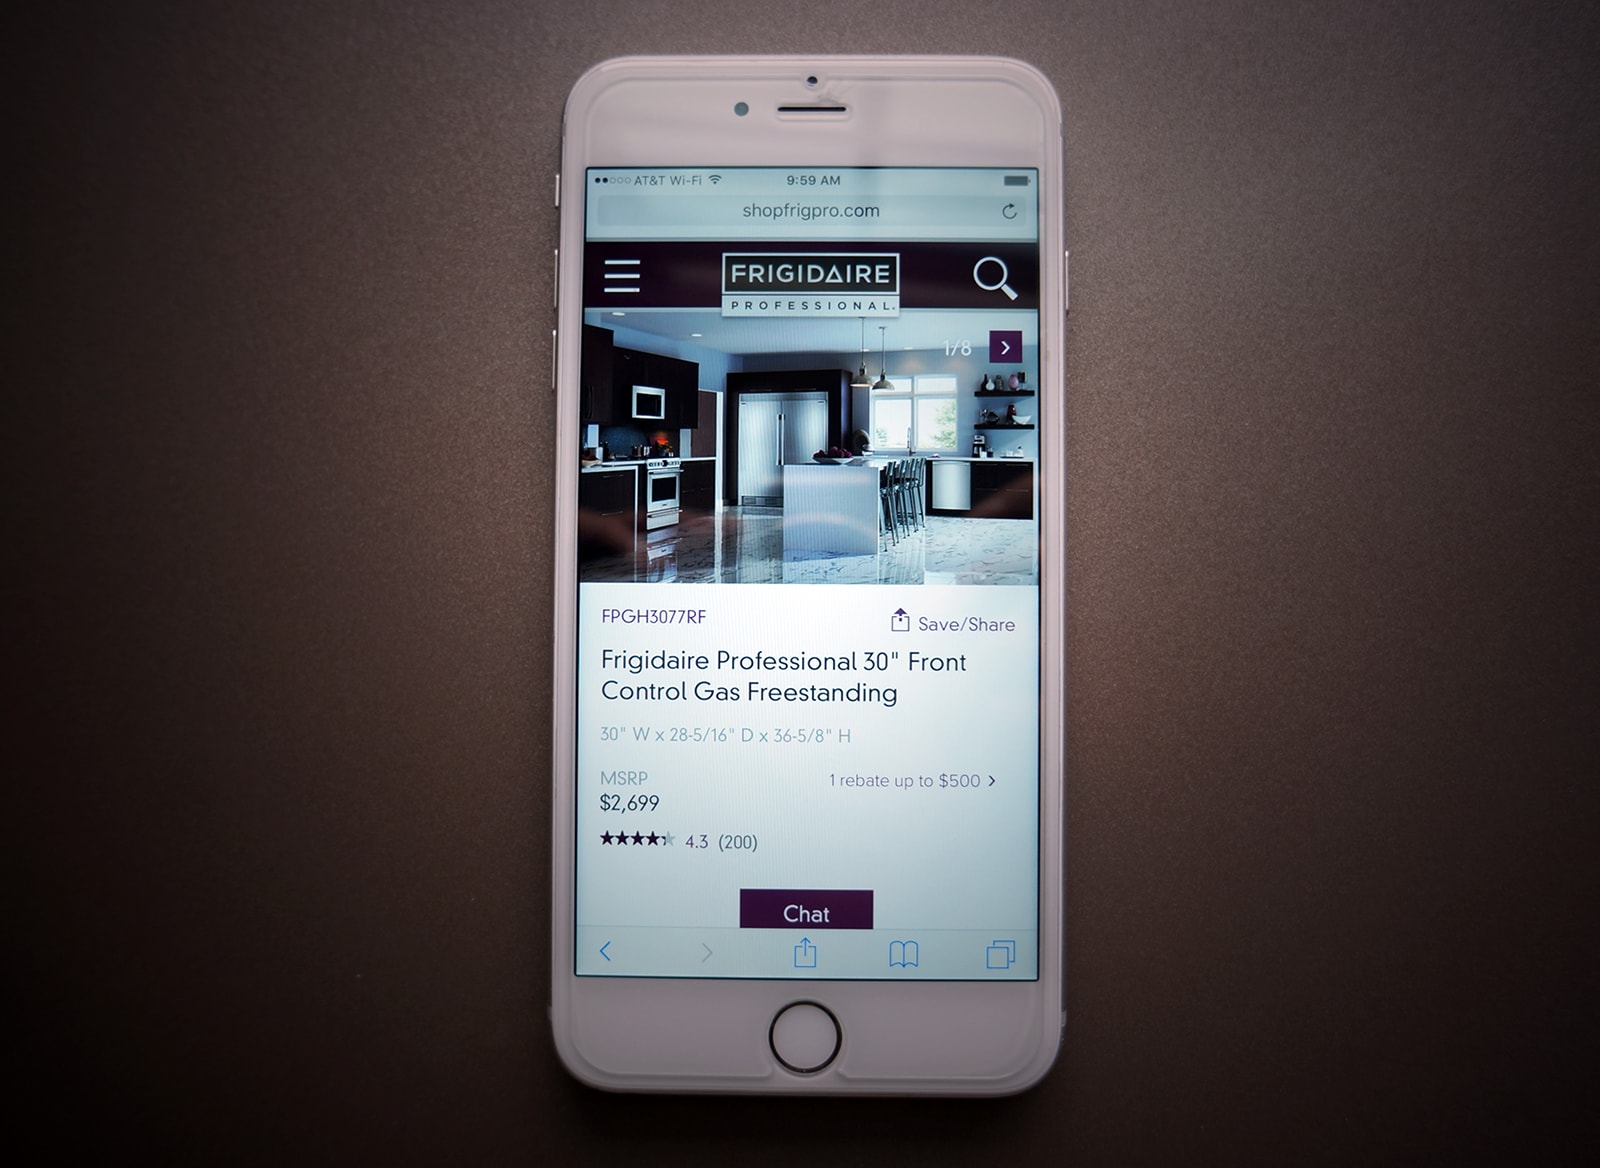 AT&T Wi-Fi 9:59 AM
shopfrigpro.com
FRIGIDAIRE
PROFESSIONAL.
1/8
FPGH3077RF
Save/Share
Frigidaire Professional 30" Front
Control Gas Freestanding
30" W x 28-5/16" D x 36-5/8" H
MSRP
1 rebate up to $500
$2,699
4.3 (200)
Chat